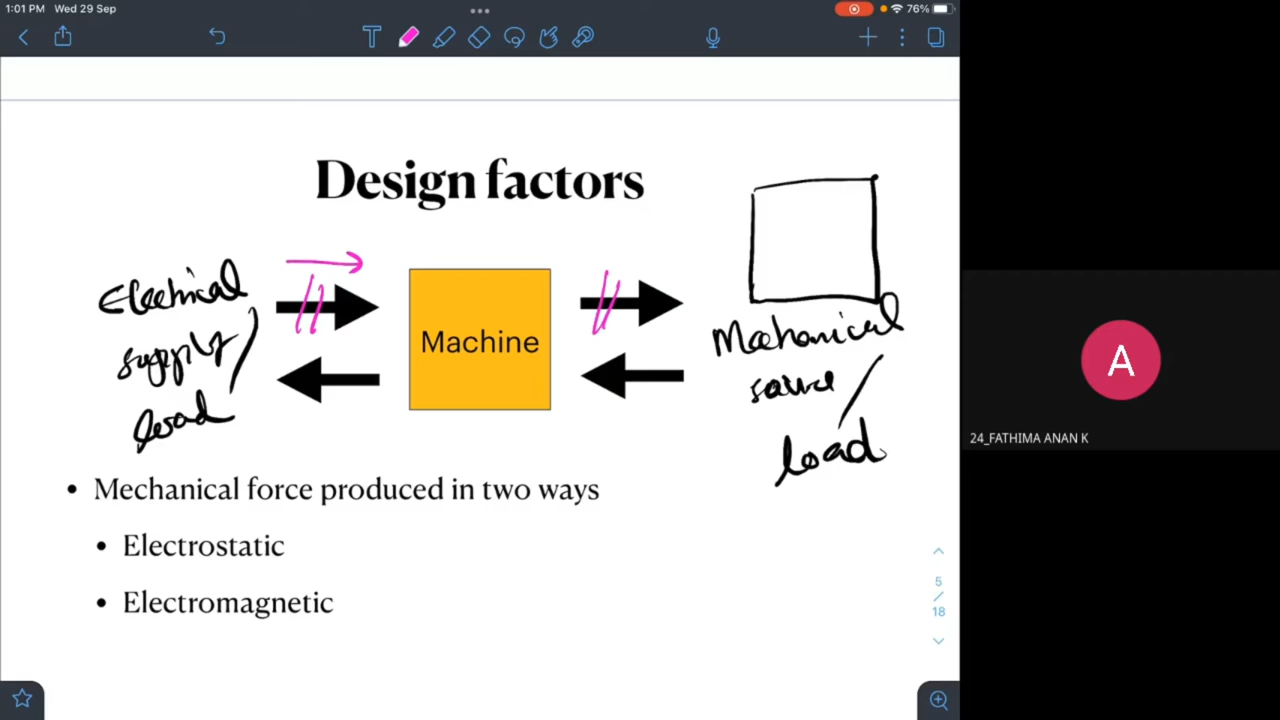 1:01 PM Wed 29 Sep
76%
Design factors
Electrical
supply/
load
Machine
Mechanical
source/
load
• Mechanical force produced in two ways
• Electrostatic
• Electromagnetic
5
/
18
A
24_FATHIMA ANAN K